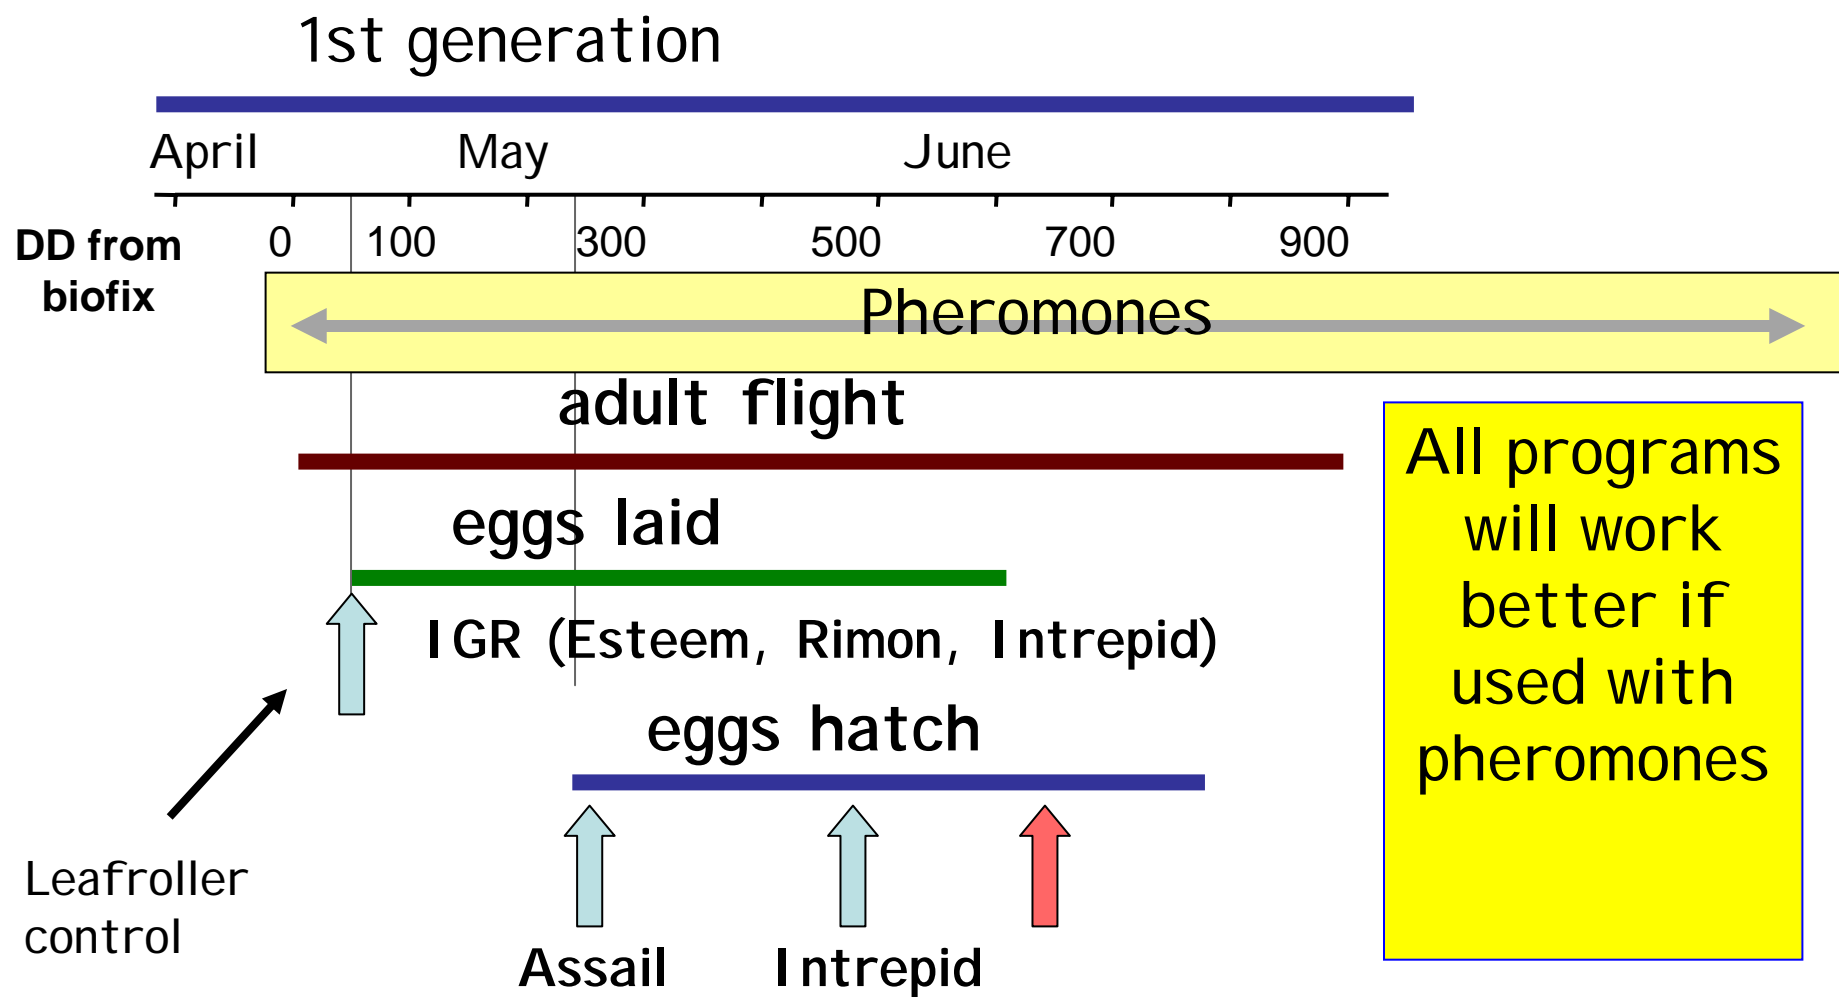 1st generation
April May June
DD from
biofix
0 100 300 500 700 900
Pheromones
adult flight
eggs laid
IGR (Esteem, Rimon, Intrepid)
eggs hatch
Leafroller
control
Assail Intrepid
All programs
will work
better if
used with
pheromones